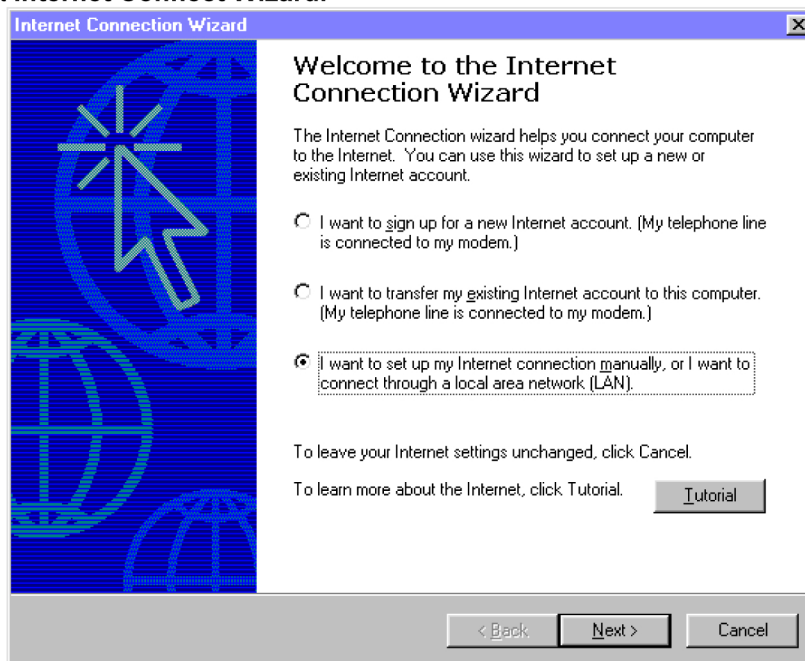 Internet Connection Wizard
Welcome to the Internet
Connection Wizard
The Internet Connection wizard helps you connect your computer
to the Internet. You can use this wizard to set up a new or
existing Internet account.
I want to sign up for a new Internet account. (My telephone line
is connected to my modem.)
I want to transfer my existing Internet account to this computer.
(My telephone line is connected to my modem.)
I want to set up my Internet connection manually, or I want to
connect through a local area network (LAN).
To leave your Internet settings unchanged, click Cancel.
To learn more about the Internet, click Tutorial.
Tutorial
< Back
Next >
Cancel